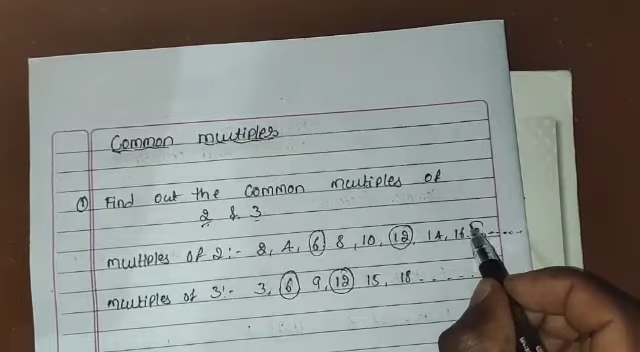 Common multiples
① Find out the common multiples of
2 & 3
multiples of 2:- 2, 4, 6 8, 10, 12, 14, 16,.......
multiples of 3:- 3, 6 9, 12 15, 18.......